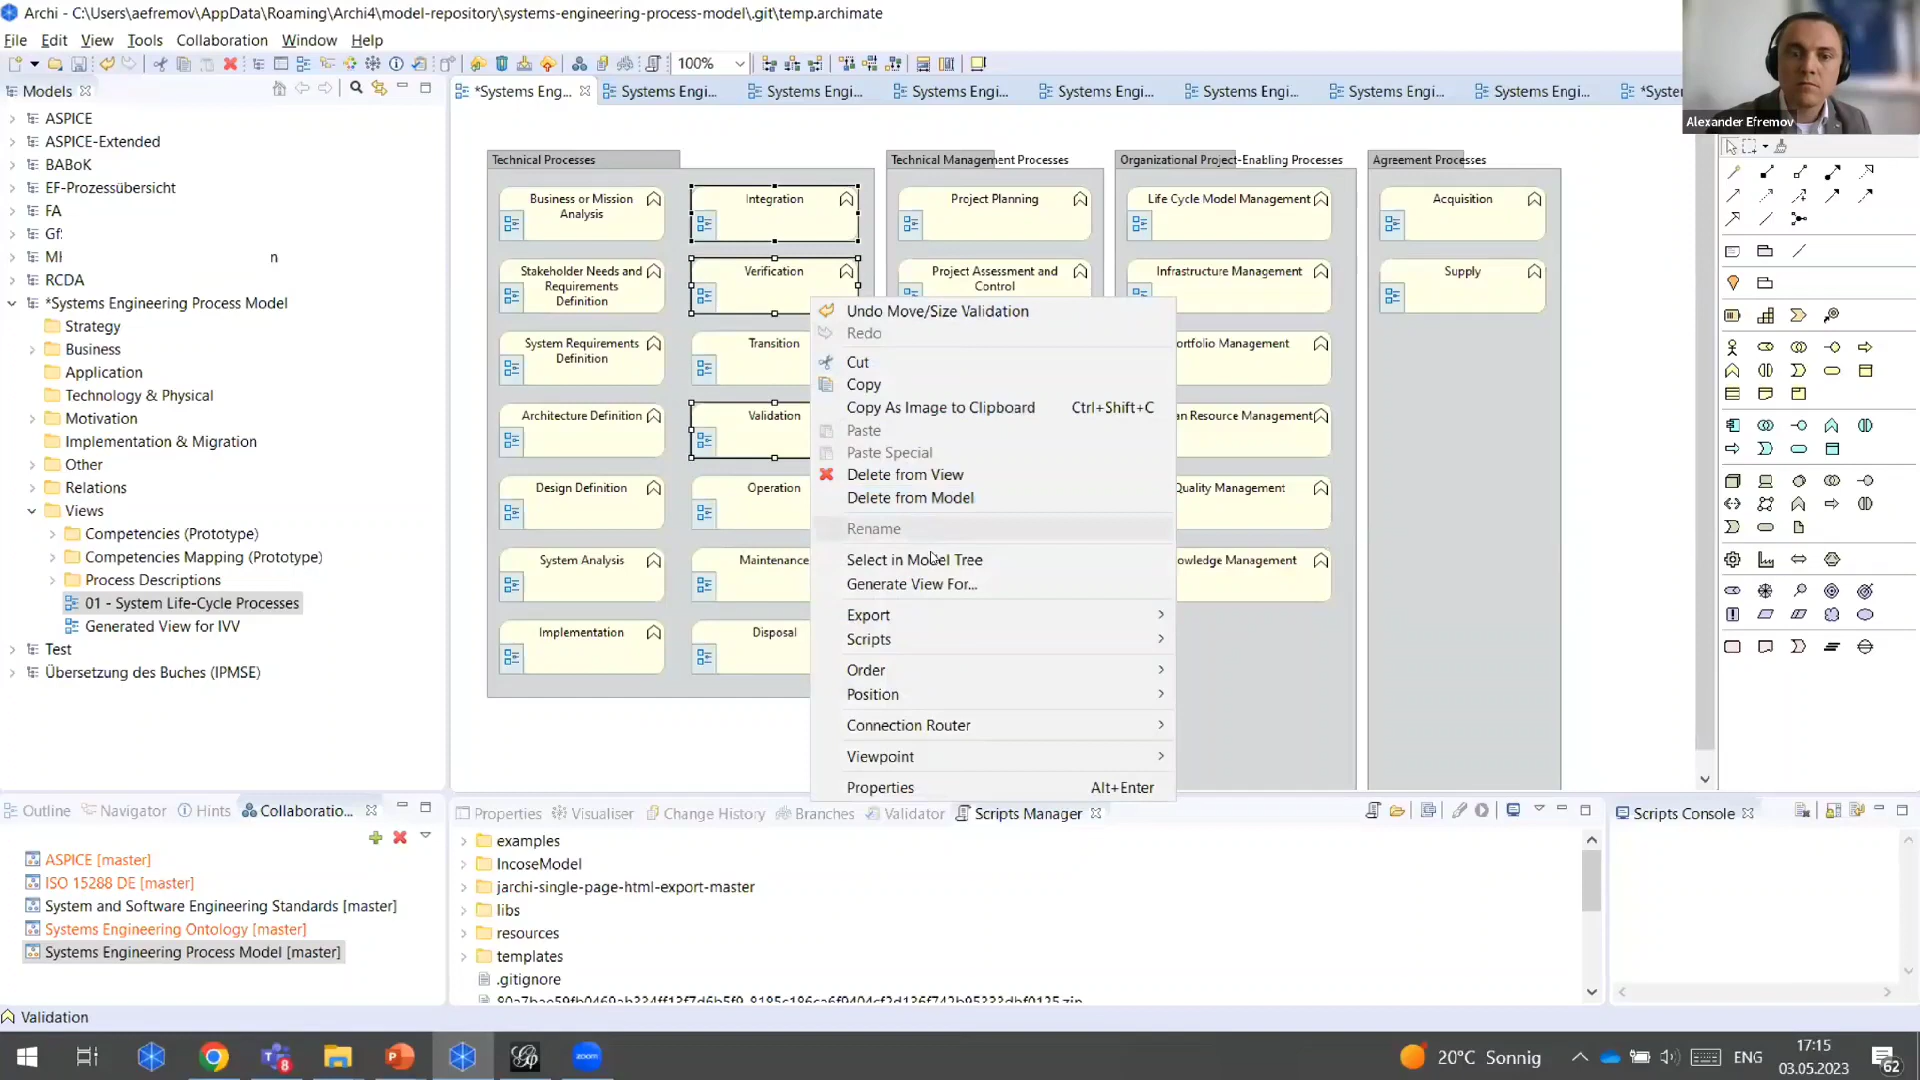 Archi - C:\Users\aefremov\AppData\Roaming\Archi4\model-repository\systems-engineering-process-model\.git\temp.archimate
File Edit View Tools Collaboration Window Help
100%
Models
*Systems Eng... Systems Engi... Systems Engi... Systems Engi... Systems Engi... Systems Engi... Systems Engi... Systems Engi... *Syste
Alexander Efremov
ASPICE
ASPICE-Extended
BABoK
EF-Prozessübersicht
FA
n
RCDA
*Systems Engineering Process Model
Strategy
Business
Application
Technology & Physical
Motivation
Implementation & Migration
Other
Relations
Views
Competencies (Prototype)
Competencies Mapping (Prototype)
Process Descriptions
01 - System Life-Cycle Processes
Generated View for IVV
Test
Übersetzung des Buches (IPMSE)
Technical Processes
Business or Mission
Analysis
Stakeholder Needs and
Requirements
Definition
System Requirements
Definition
Architecture Definition
Design Definition
System Analysis
Implementation
Integration
Verification
Transition
Validation
Operation
Maintenance
Disposal
Technical Management Processes
Project Planning
Project Assessment and
Control
Organizational Project-Enabling Processes
Life Cycle Model Management
Infrastructure Management
ortfolio Management
an Resource Management
Quality Management
owledge Management
Agreement Processes
Acquisition
Supply
Undo Move/Size Validation
Redo
Cut
Copy
Copy As Image to Clipboard Ctrl+Shift+C
Paste
Paste Special
Delete from View
Delete from Model
Rename
Select in Model Tree
Generate View For...
Export
Scripts
Order
Position
Connection Router
Viewpoint
Properties Alt+Enter
Outline Navigator Hints Collaboratio...
ASPICE [master]
ISO 15288 DE [master]
System and Software Engineering Standards [master]
Systems Engineering Ontology [master]
Systems Engineering Process Model [master]
Properties Visualiser Change History Branches Validator Scripts Manager
examples
IncoseModel
jarchi-single-page-html-export-master
libs
resources
templates
.gitignore
Scripts Console
Validation
8
zoom
20°C Sonnig
ENG
17:15
03.05.2023
62